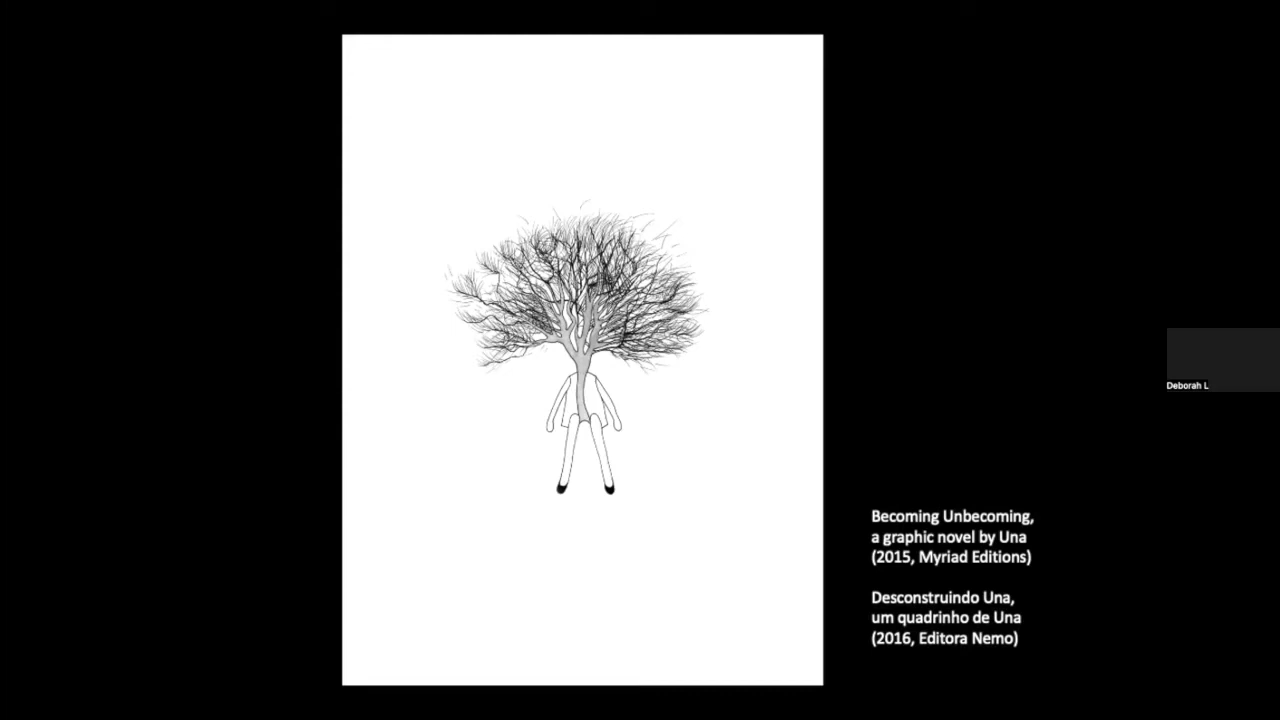 Deborah L
Becoming Unbecoming,
a graphic novel by Una
(2015, Myriad Editions)
Desconstruindo Una,
um quadrinho de Una
(2016, Editora Nemo)